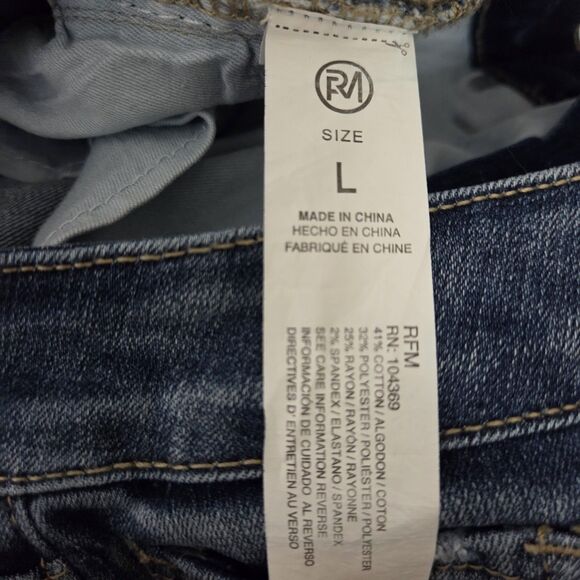 RM
SIZE
L
MADE IN CHINA
HECHO EN CHINA
FABRIQUÉ EN CHINE
RFM
RN: 104369
41% COTTON / ALGODON / COTON
32% POLYESTER / POLIÉSTER / POLYESTER
25% RAYON / RAYÓN / RAYONNE
2% SPANDEX / ELASTANO / SPANDEX
SEE CARE INFORMATION REVERSE
INFORMACIÓN DE CUIDADO AL REVERSO
DIRECTIVES D' ENTRETIEN AU VERSO